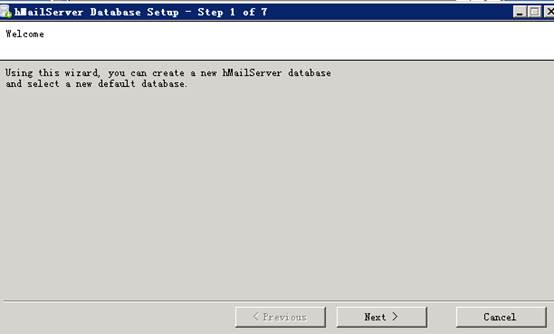 hMailServer Database Setup - Step 1 of 7
Welcome
Using this wizard, you can create a new hMailServer database
and select a new default database.
< Previous
Next >
Cancel